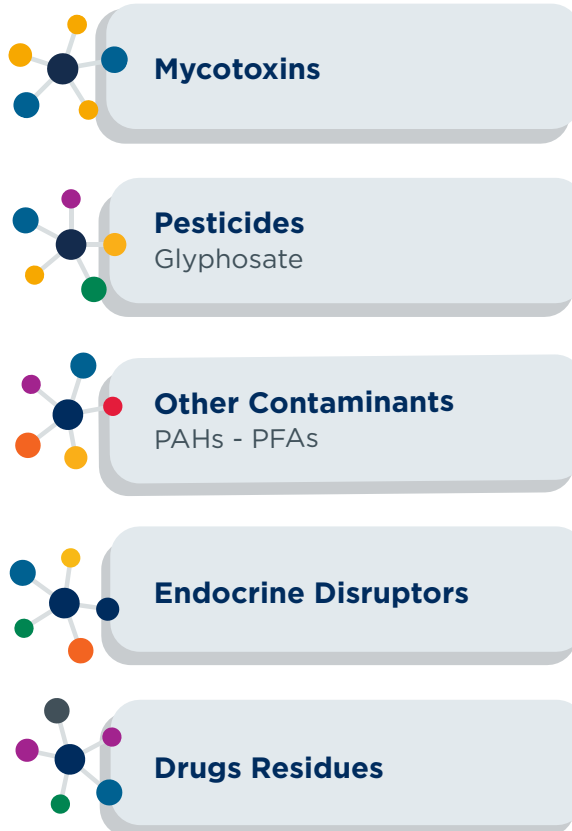 Mycotoxins
Pesticides
Glyphosate
Other Contaminants
PAHs - PFAs
Endocrine Disruptors
Drugs Residues